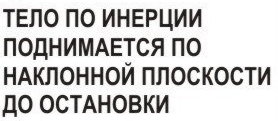 ТЕЛО ПО ИНЕРЦИИ
ПОДНИМАЕТСЯ ПО
НАКЛОННОЙ ПЛОСКОСТИ
ДО ОСТАНОВКИ